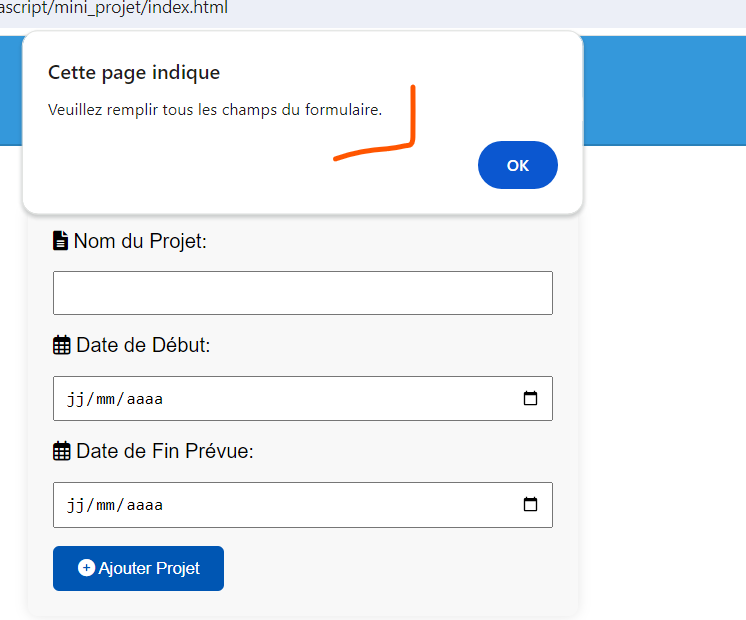 ascript/mini_projet/index.html
Cette page indique
Veuillez remplir tous les champs du formulaire.
OK
Nom du Projet:
Date de Début:
jj/mm/aaaa
Date de Fin Prévue:
jj/mm/aaaa
Ajouter Projet